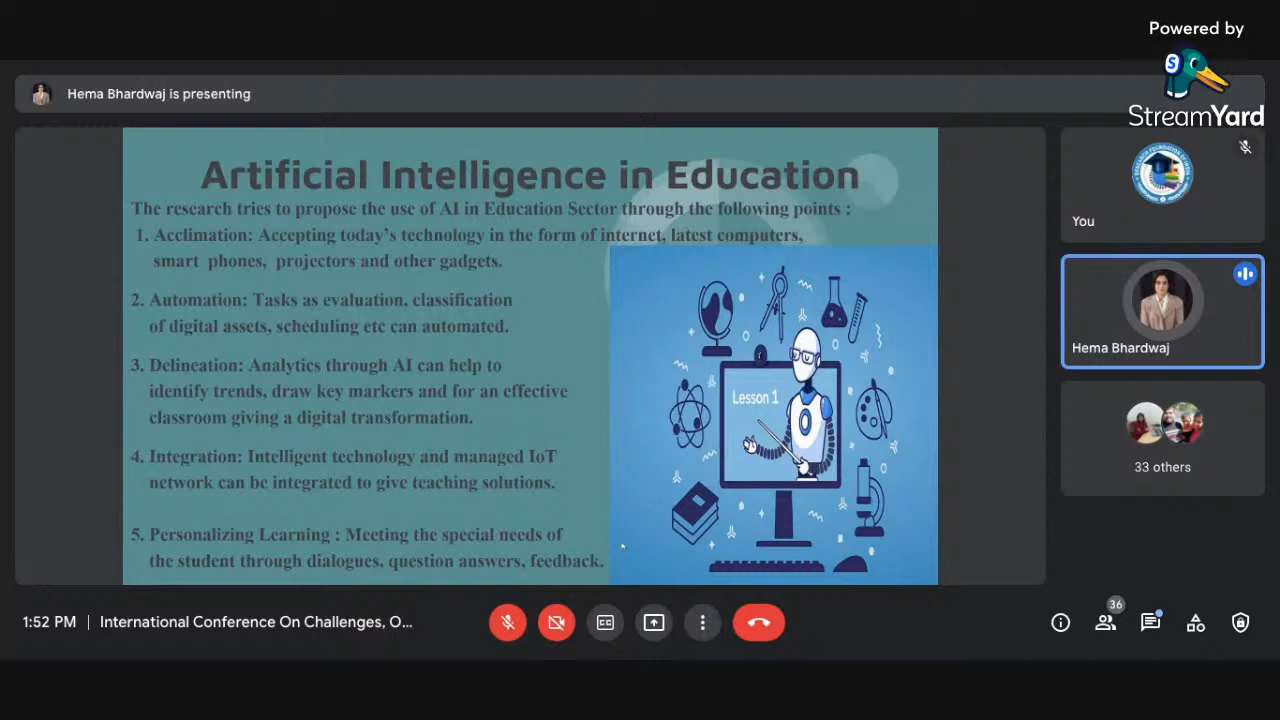 Powered by
StreamYard
Hema Bhardwaj is presenting
Artificial Intelligence in Education
The research tries to propose the use of AI in Education Sector through the following points :
1. Acclimation: Accepting today's technology in the form of internet, latest computers,
smart phones, projectors and other gadgets.
2. Automation: Tasks as evaluation, classification
of digital assets, scheduling etc can automated.
3. Delineation: Analytics through AI can help to
identify trends, draw key markers and for an effective
classroom giving a digital transformation.
4. Integration: Intelligent technology and managed IoT
network can be integrated to give teaching solutions.
5. Personalizing Learning : Meeting the special needs of
the student through dialogues, question answers, feedback.
Lesson 1
You
Hema Bhardwaj
33 others
1:52 PM | International Conference On Challenges, O...
36